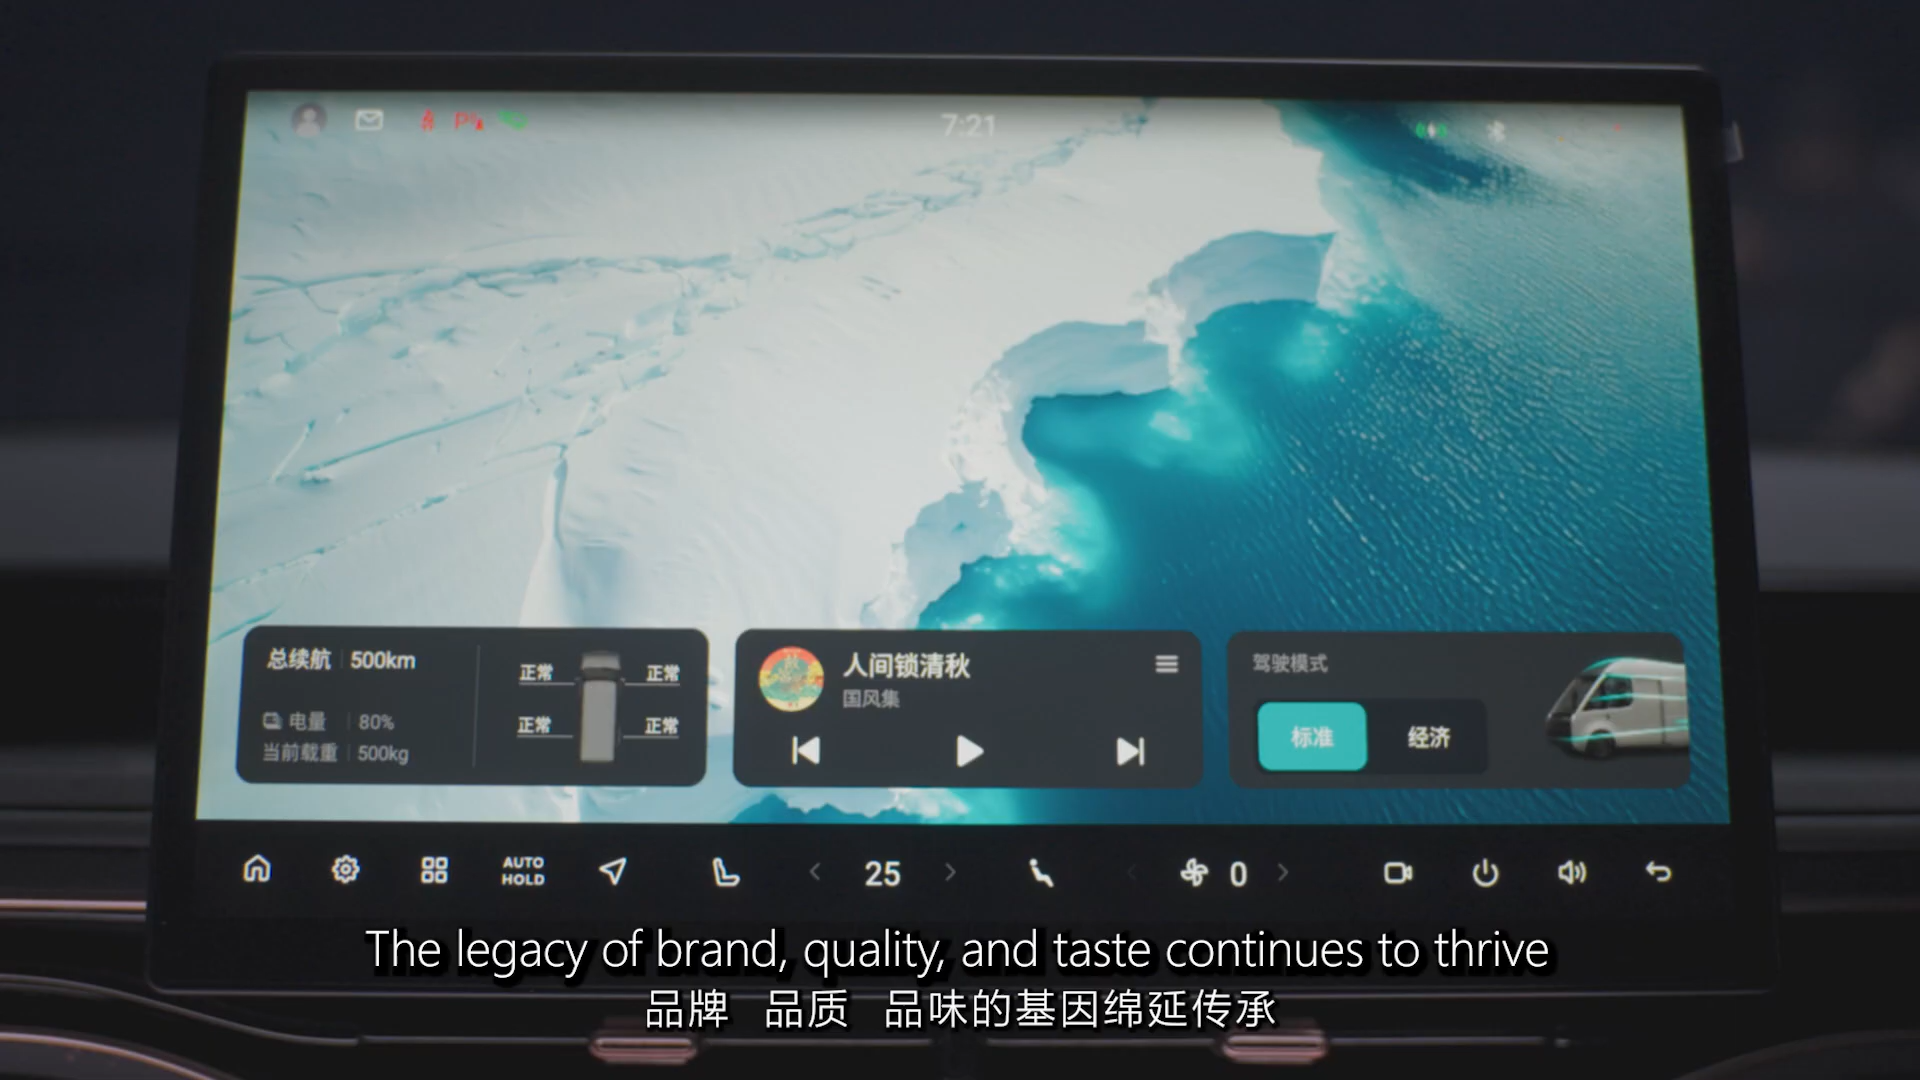 7:21
总续航 500km
正常 正常
电量 80%
正常 正常
当前载重 500kg
人间锁清秋
国风集
驾驶模式
标准 经济
AUTO
HOLD
25
0
The legacy of brand, quality, and taste continues to thrive
品牌 品质 品味的基因绵延传承